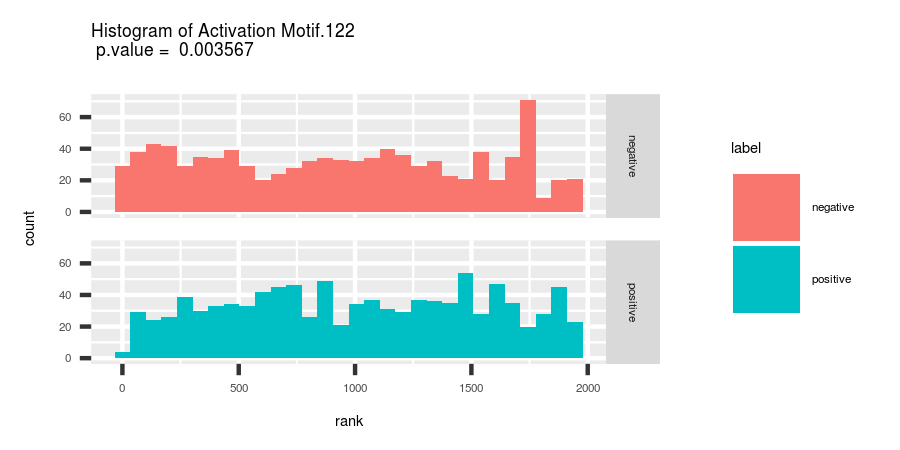 Histogram of Activation Motif.122
p.value = 0.003567
count
60
40
20
0
negative
60
40
20
0
positive
0
500
1000
1500
2000
rank
label
negative
positive